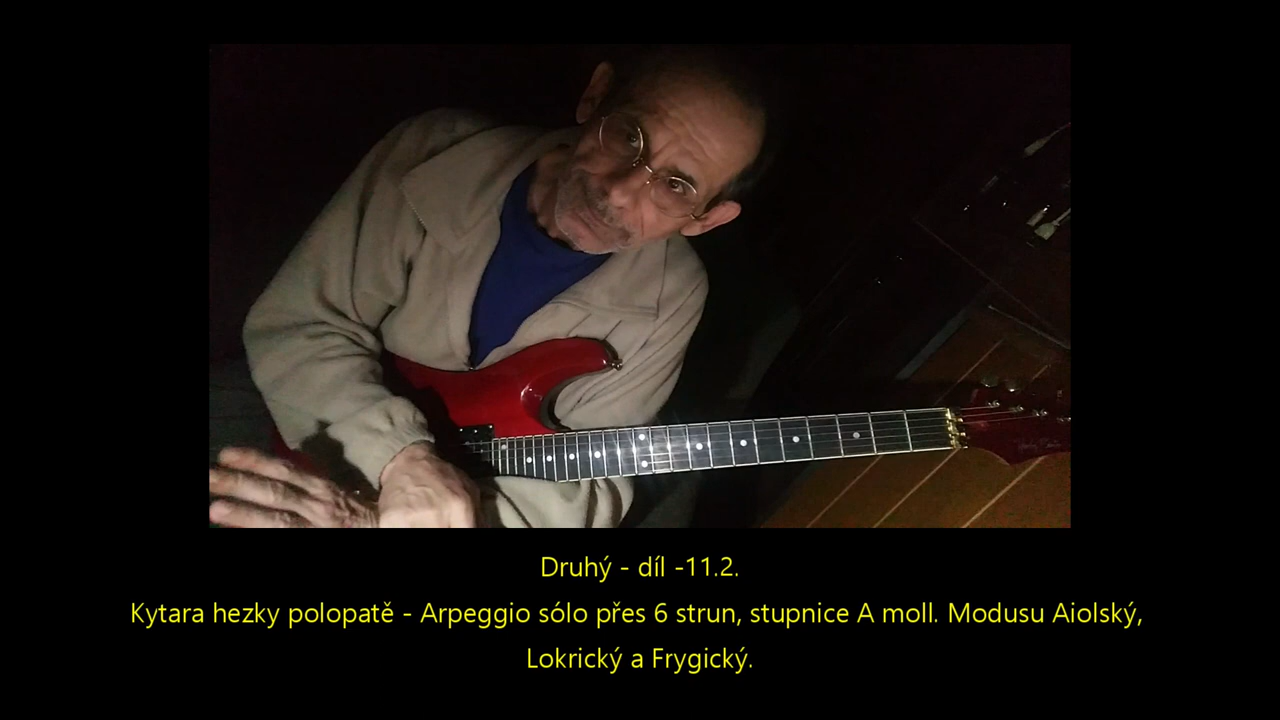 Druhý - díl -11.2.
Kytara hezky polopatě - Arpeggio sólo přes 6 strun, stupnice A moll. Modusu Aiolský,
Lokrický a Frygický.